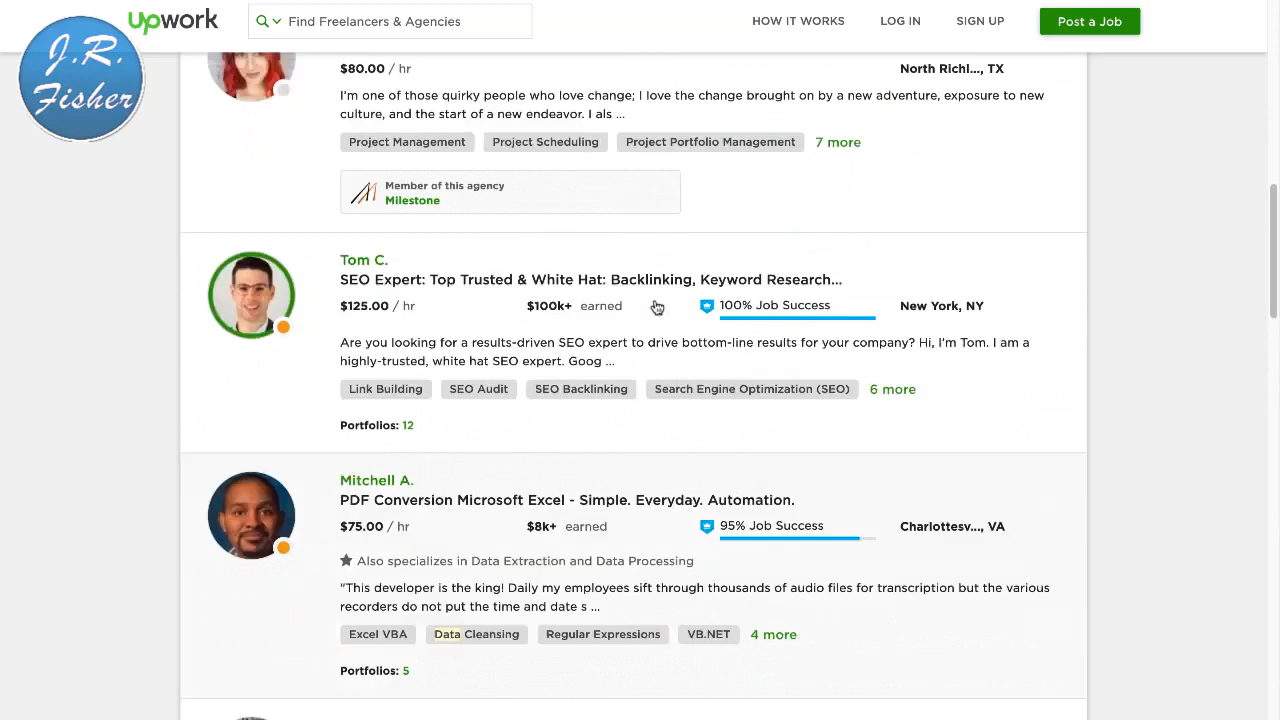 upwork
Find Freelancers & Agencies
HOW IT WORKS
LOG IN
SIGN UP
Post a Job
J.R.
Fisher
$80.00 / hr
North Richl..., TX
I'm one of those quirky people who love change; I love the change brought on by a new adventure, exposure to new
culture, and the start of a new endeavor. I als ...
Project Management Project Scheduling Project Portfolio Management 7 more
Member of this agency
Milestone
Tom C.
SEO Expert: Top Trusted & White Hat: Backlinking, Keyword Research...
$125.00 / hr $100k+ earned 100% Job Success New York, NY
Are you looking for a results-driven SEO expert to drive bottom-line results for your company? Hi, I'm Tom. I am a
highly-trusted, white hat SEO expert. Goog ...
Link Building SEO Audit SEO Backlinking Search Engine Optimization (SEO) 6 more
Portfolios: 12
Mitchell A.
PDF Conversion Microsoft Excel - Simple. Everyday. Automation.
$75.00 / hr $8k+ earned 95% Job Success Charlottesv..., VA
Also specializes in Data Extraction and Data Processing
"This developer is the king! Daily my employees sift through thousands of audio files for transcription but the various
recorders do not put the time and date s ...
Excel VBA Data Cleansing Regular Expressions VB.NET 4 more
Portfolios: 5